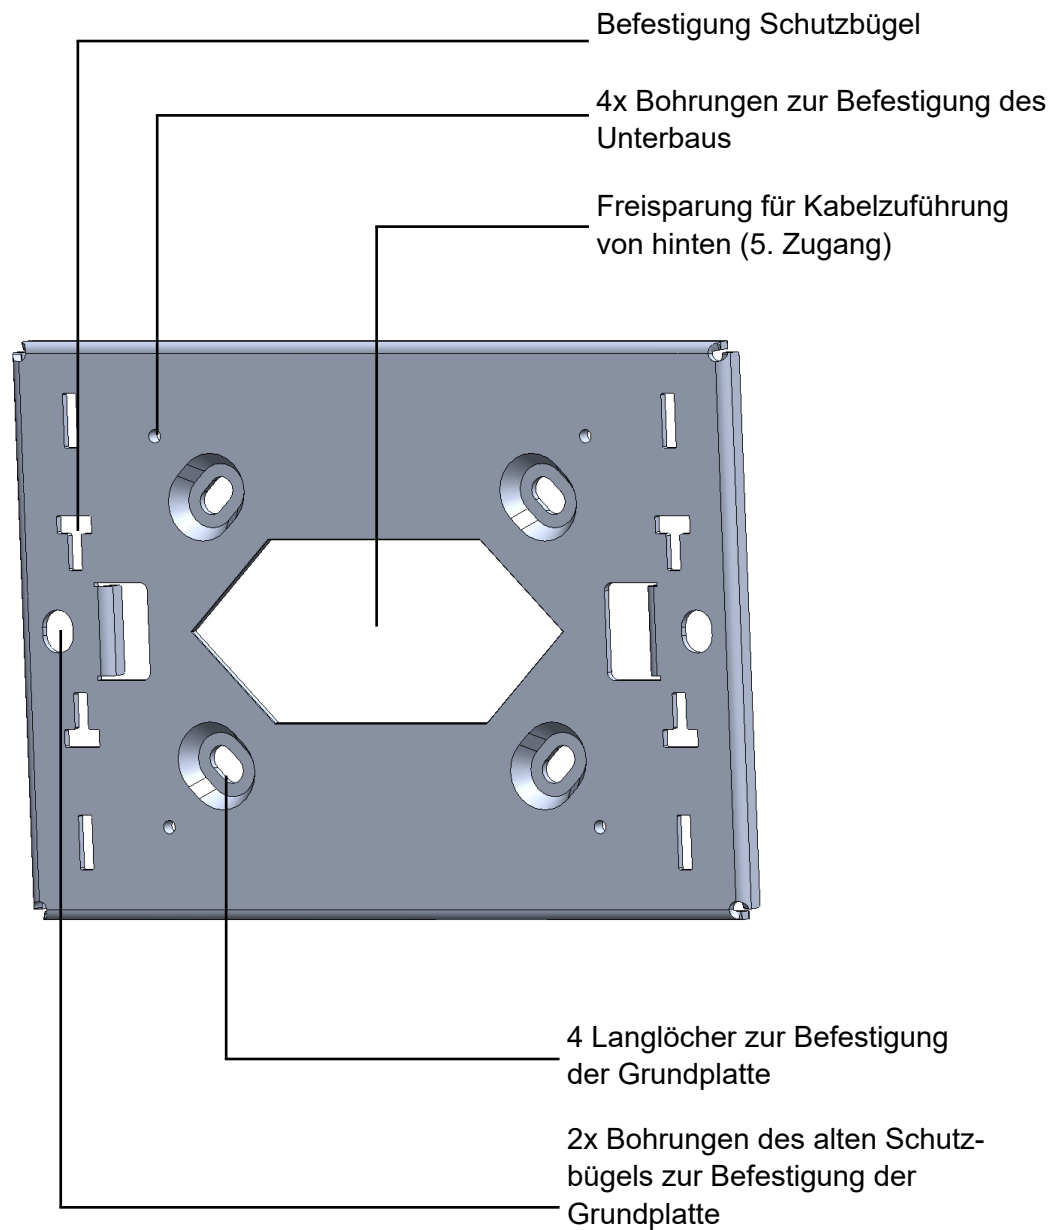 Befestigung Schutzbügel
4x Bohrungen zur Befestigung des
Unterbaus
Freisparung für Kabelzuführung
von hinten (5. Zugang)
4 Langlöcher zur Befestigung
der Grundplatte
2x Bohrungen des alten Schutz-
bügels zur Befestigung der
Grundplatte